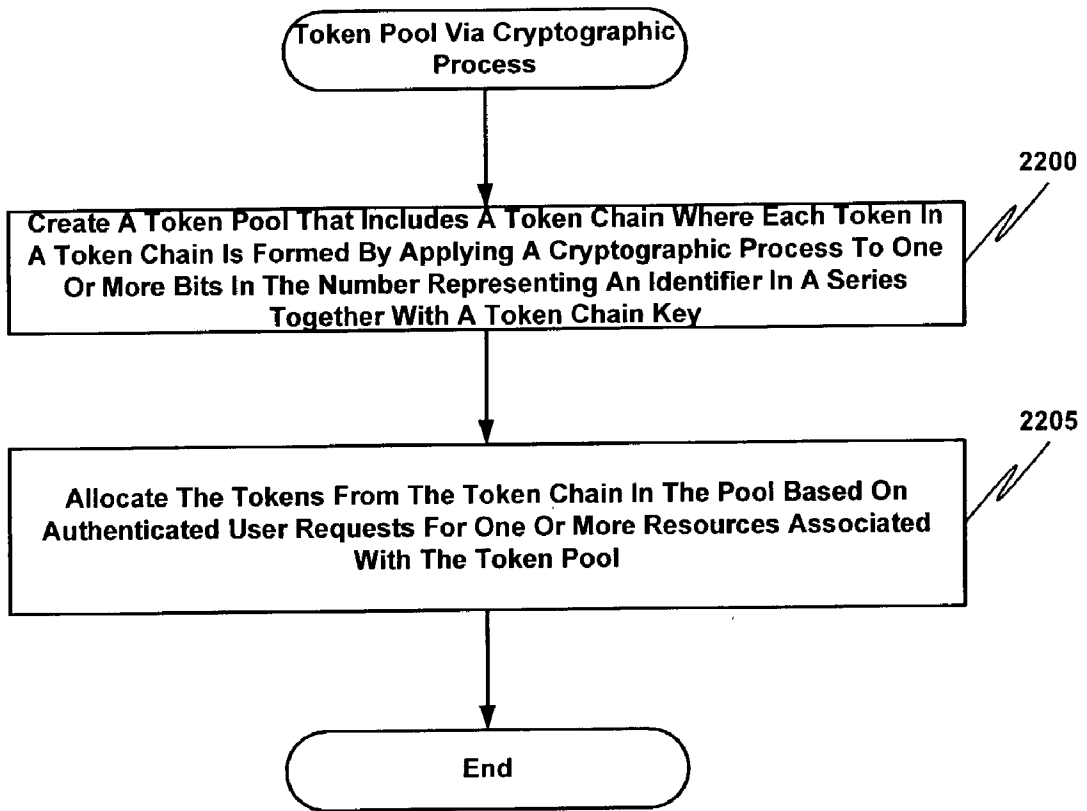 Token Pool Via Cryptographic
Process
2200
Create A Token Pool That Includes A Token Chain Where Each Token In
A Token Chain Is Formed By Applying A Cryptographic Process To One
Or More Bits In The Number Representing An Identifier In A Series
Together With A Token Chain Key
2205
Allocate The Tokens From The Token Chain In The Pool Based On
Authenticated User Requests For One Or More Resources Associated
With The Token Pool
End